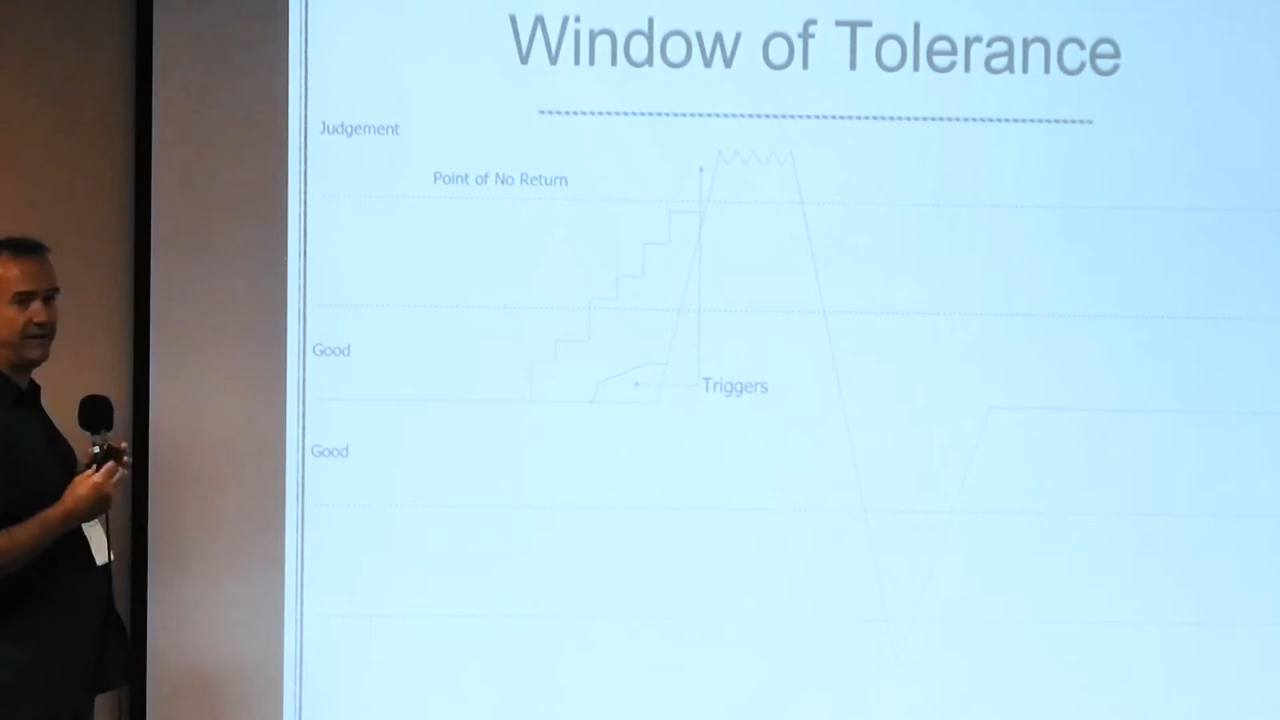 Window of Tolerance
Judgement
Point of No Return
Good
Triggers
Good